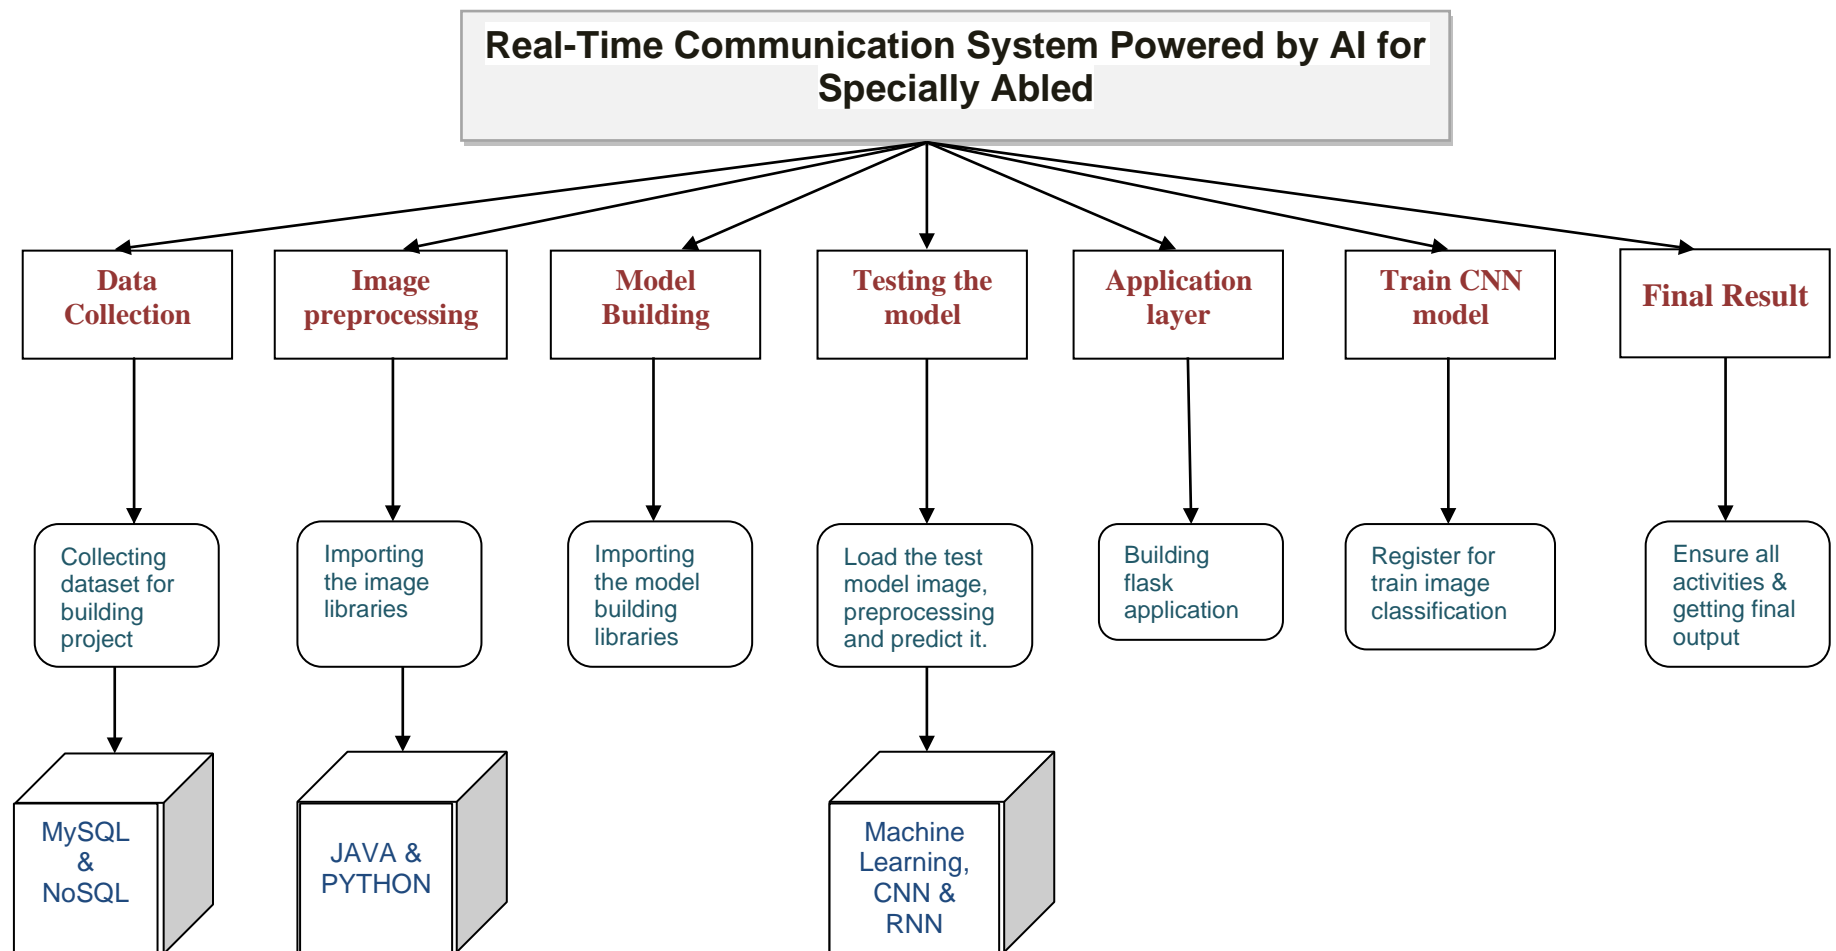 Real-Time Communication System Powered by AI for
Specially Abled
Data
Collection
Image
preprocessing
Model
Building
Testing the
model
Application
layer
Train CNN
model
Final Result
Collecting
dataset for
building
project
Importing
the image
libraries
Importing
the model
building
libraries
Load the test
model image,
preprocessing
and predict it.
Building
flask
application
Register for
train image
classification
Ensure all
activities &
getting final
output
MySQL
&
NoSQL
JAVA &
PYTHON
Machine
Learning,
CNN &
RNN